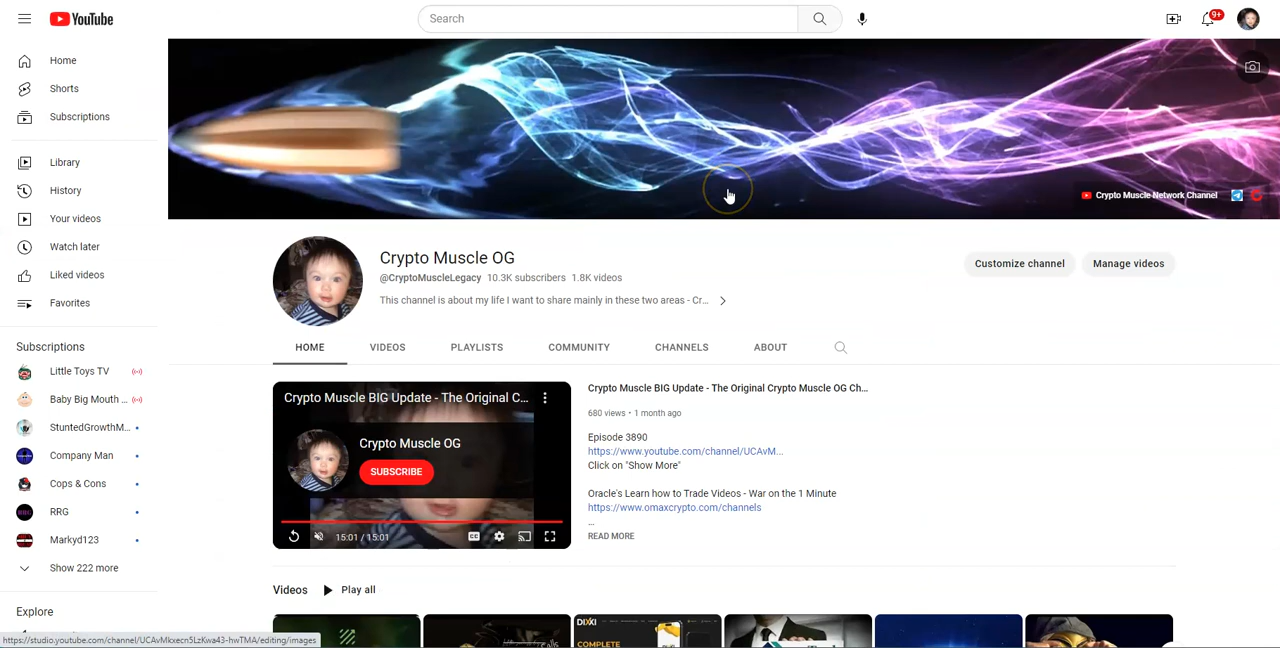 YouTube
Search
9+
Home
Shorts
Subscriptions
Library
History
Your videos
Watch later
Liked videos
Favorites
Subscriptions
Little Toys TV
Baby Big Mouth ...
StuntedGrowthM...
Company Man
Cops & Cons
RRG
Markyd123
Show 222 more
Explore
Crypto Muscle Network Channel
Crypto Muscle OG
@CryptoMuscleLegacy 10.3K subscribers 1.8K videos
This channel is about my life I want to share mainly in these two areas - Cr...
Customize channel
Manage videos
HOME
VIDEOS
PLAYLISTS
COMMUNITY
CHANNELS
ABOUT
Crypto Muscle BIG Update - The Original C...
Crypto Muscle OG
SUBSCRIBE
15:01 / 15:01
CC
Crypto Muscle BIG Update - The Original Crypto Muscle OG Ch...
680 views • 1 month ago
Episode 3890
https://www.youtube.com/channel/UCAvM...
Click on "Show More"
Oracle's Learn how to Trade Videos - War on the 1 Minute
https://www.omaxcrypto.com/channels
...
READ MORE
Videos
Play all
DIXI
COMPLETE
https://studio.youtube.com/channel/UCAvMkxecn5LzKwa43-hwTMA/editing/images